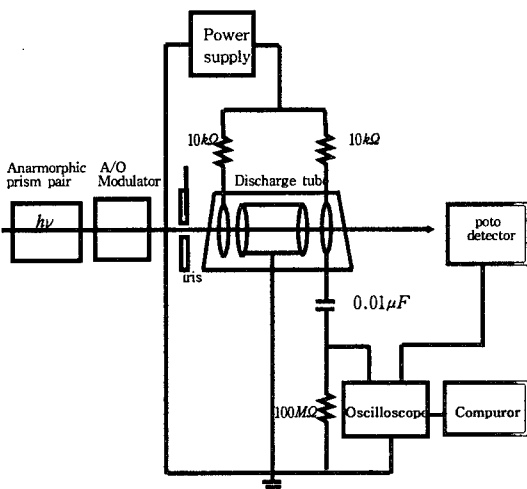 Power
supply
10kΩ
10kΩ
Anarmorphic
prism pair
A/O
Modulator
Discharge tube
hν
poto
detector
iris
0.01μF
100MΩ
Oscilloscope
Compuror